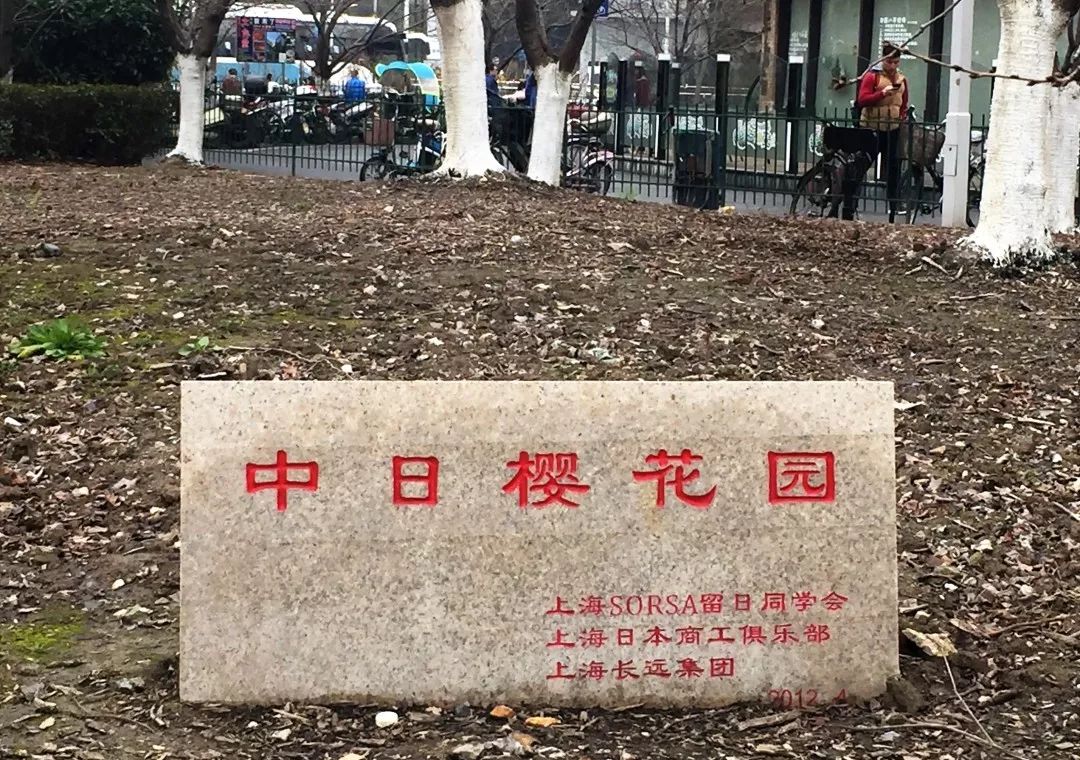 中日樱花园
上海SORSA留日同学会
上海日本商工俱乐部
上海长远集团
2012.4